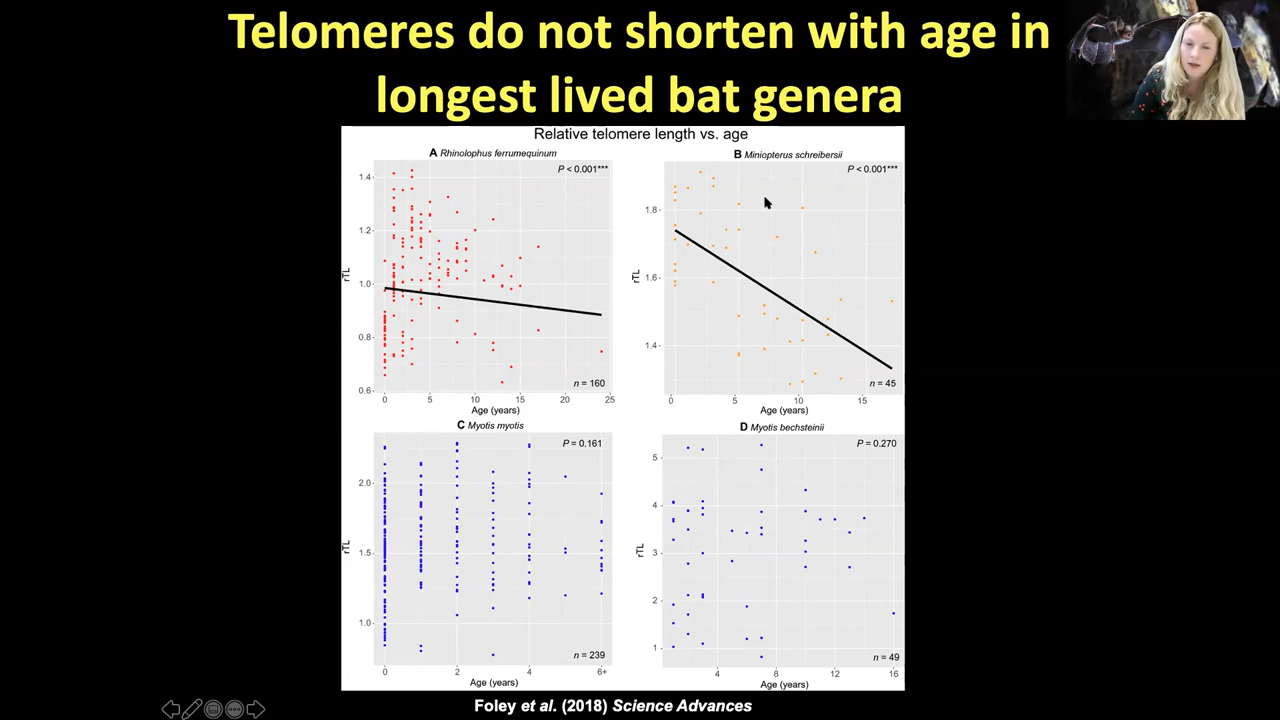 Telomeres do not shorten with age in
longest lived bat genera
Relative telomere length vs. age
A Rhinolophus ferrumequinum
P < 0.001***
1.4
1.2
1.0
0.8
0.6
rTL
n = 160
0 5 10 15 20 25
Age (years)
B Miniopterus schreibersii
P < 0.001***
1.8
1.6
1.4
rTL
n = 45
0 5 10 15
Age (years)
C Myotis myotis
P = 0.161
2.0
1.5
1.0
rTL
n = 239
0 2 4 6+
Age (years)
D Myotis bechsteinii
P = 0.270
5
4
3
2
1
rTL
n = 49
4 8 12 16
Age (years)
Foley et al. (2018) Science Advances